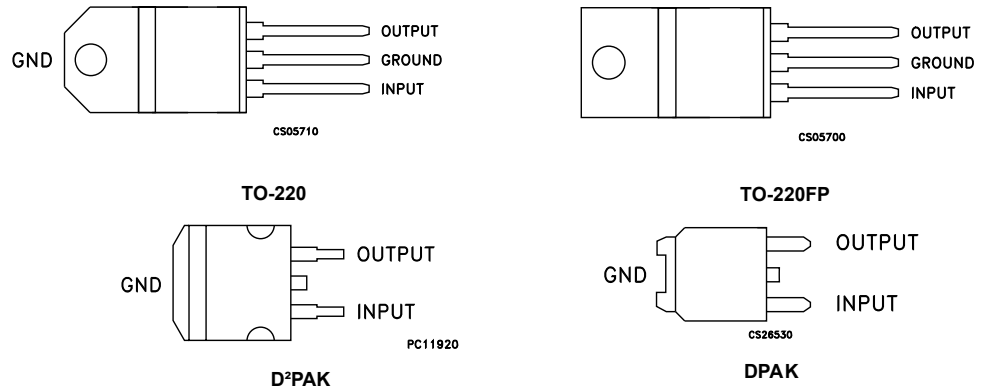 GND
OUTPUT
GROUND
INPUT
CS05710
TO-220
OUTPUT
GROUND
INPUT
CS05700
TO-220FP
GND
OUTPUT
INPUT
PC11920
D²PAK
GND
OUTPUT
INPUT
CS26530
DPAK